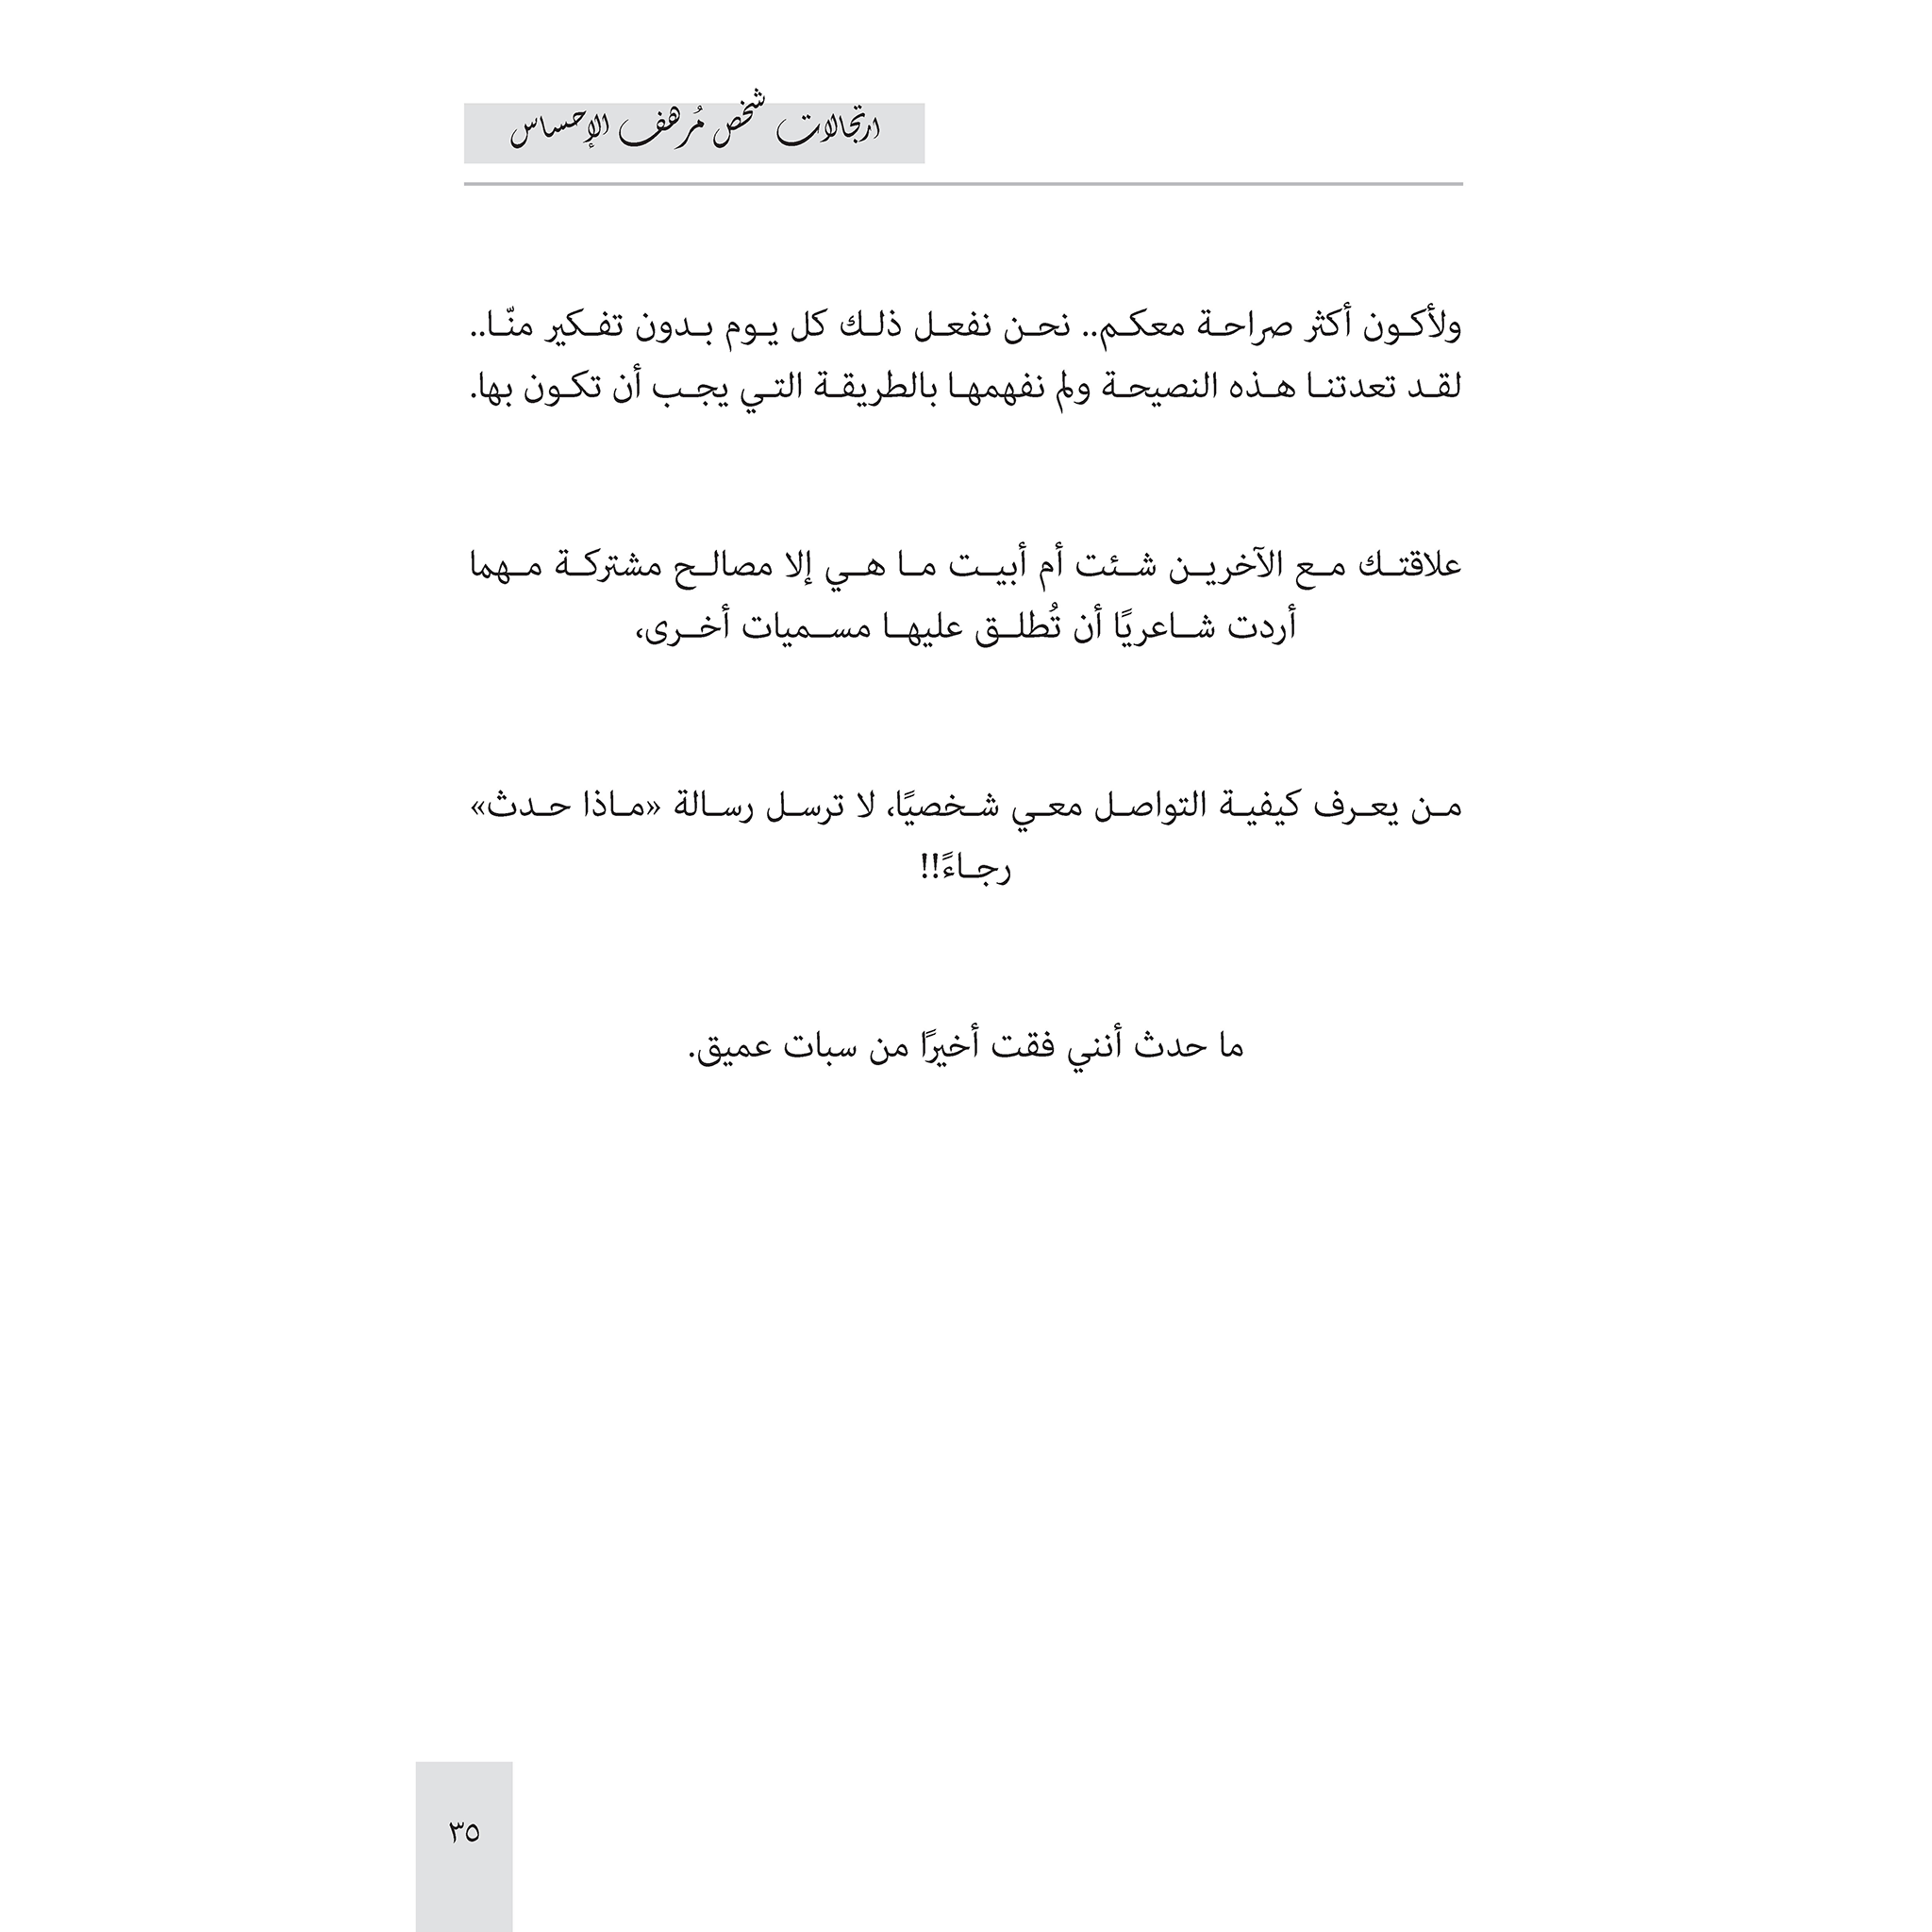 ارتجالات شخص مُرهف الإحساس
ولأكون أكثر صراحة معكم.. نحن نفعل ذلك كل يوم بدون تفكير منّا..
لقد تعدتنا هذه النصيحة ولم نفهمها بالطريقة التي يجب أن تكون بها.
علاقتك مع الآخرين شئت أم أبيت ما هي إلا مصالح مشتركة مهما
أردت شاعريًا أن تُطلق عليها مسميات أخرى،
من يعرف كيفية التواصل معي شخصيًا، لا ترسل رسالة «ماذا حدث»
رجاءً!!
ما حدث أنني فقت أخيرًا من سبات عميق.
٣٥